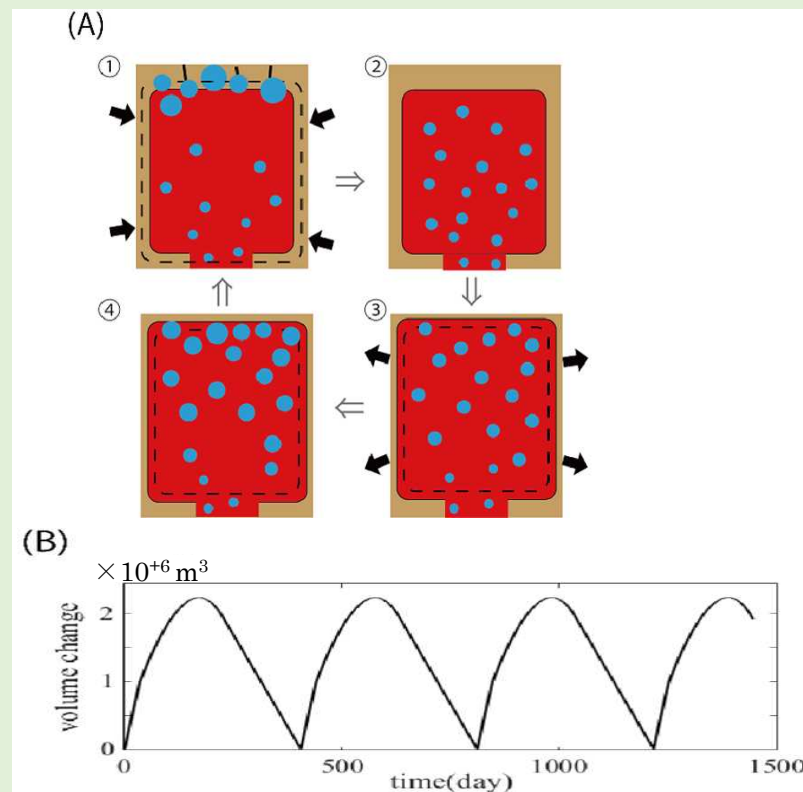 (A)
① ②
④ ③
(B)
×10⁺⁶ m³
volume change
2
1
0
0 500 1000 1500
time(day)